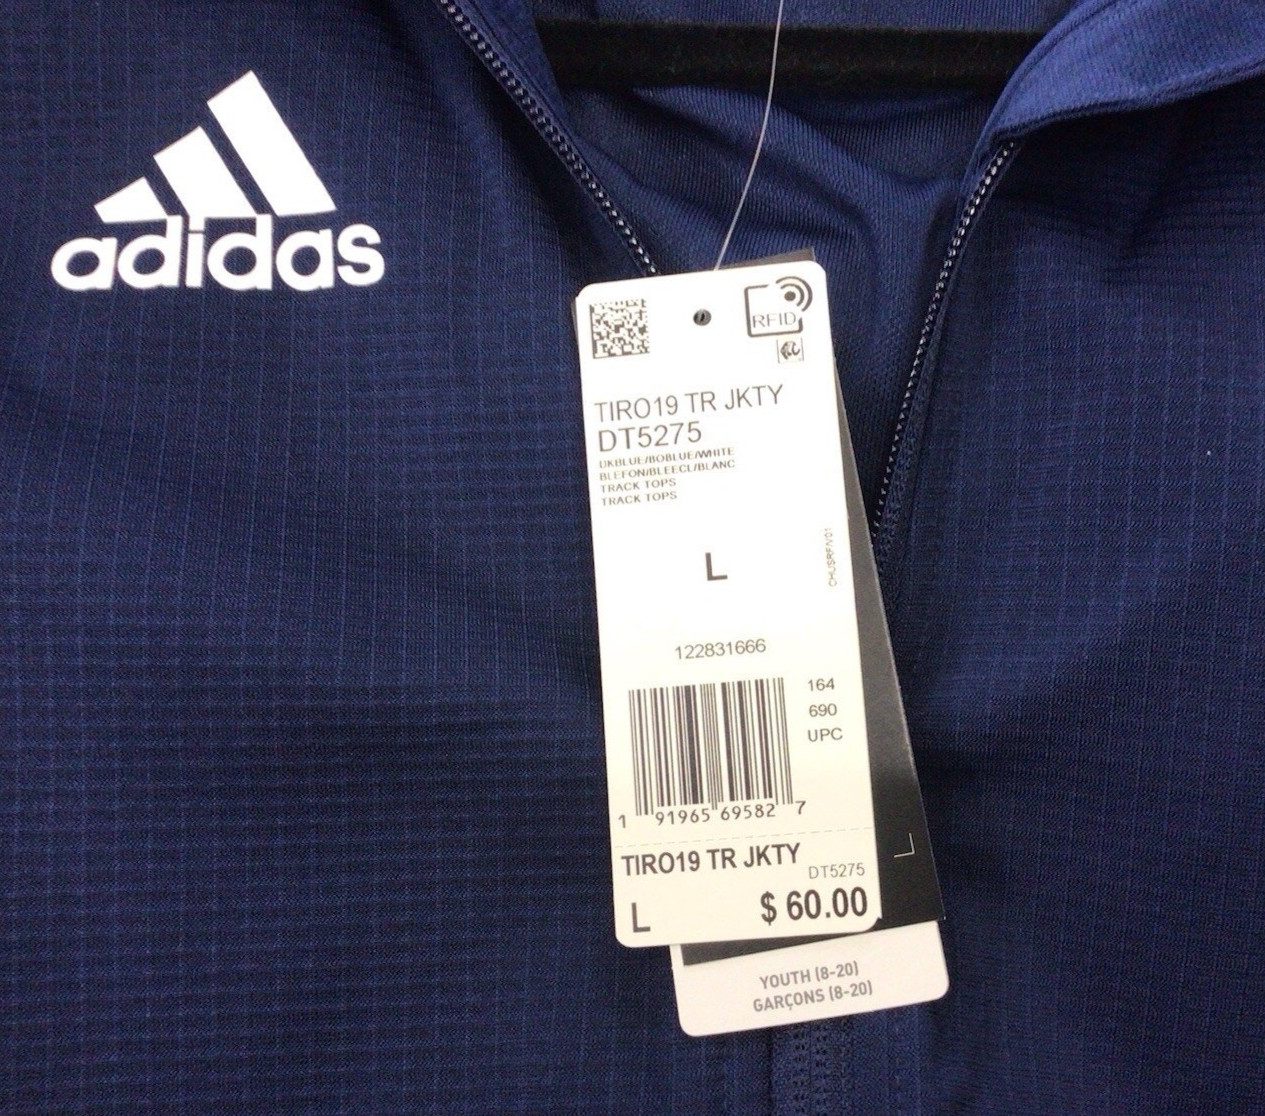 adidas
RFID
TIRO19 TR JKTY
DT5275
DKBLUE/BOBLUE/WHITE
BLEFON/BLEECL/BLANC
TRACK TOPS
TRACK TOPS
L
122831666
164
690
UPC
1 91965 69582 7
TIRO19 TR JKTY
DT5275
L
$ 60.00
YOUTH (8-20)
GARÇONS (8-20)